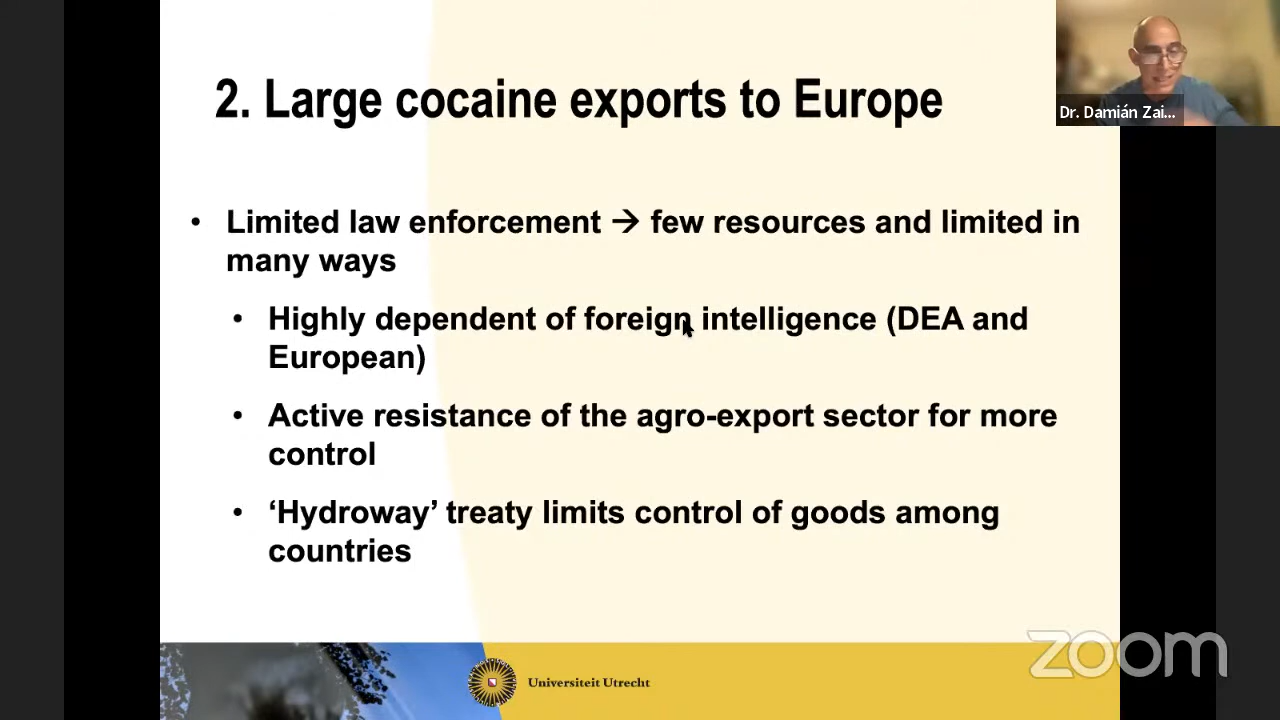 2. Large cocaine exports to Europe
Dr. Damián Zai...
• Limited law enforcement → few resources and limited in
many ways
• Highly dependent of foreign intelligence (DEA and
European)
• Active resistance of the agro-export sector for more
control
• ‘Hydroway’ treaty limits control of goods among
countries
zoom
Universiteit Utrecht